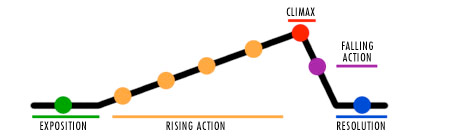 CLIMAX
FALLING
ACTION
EXPOSITION
RISING ACTION
RESOLUTION